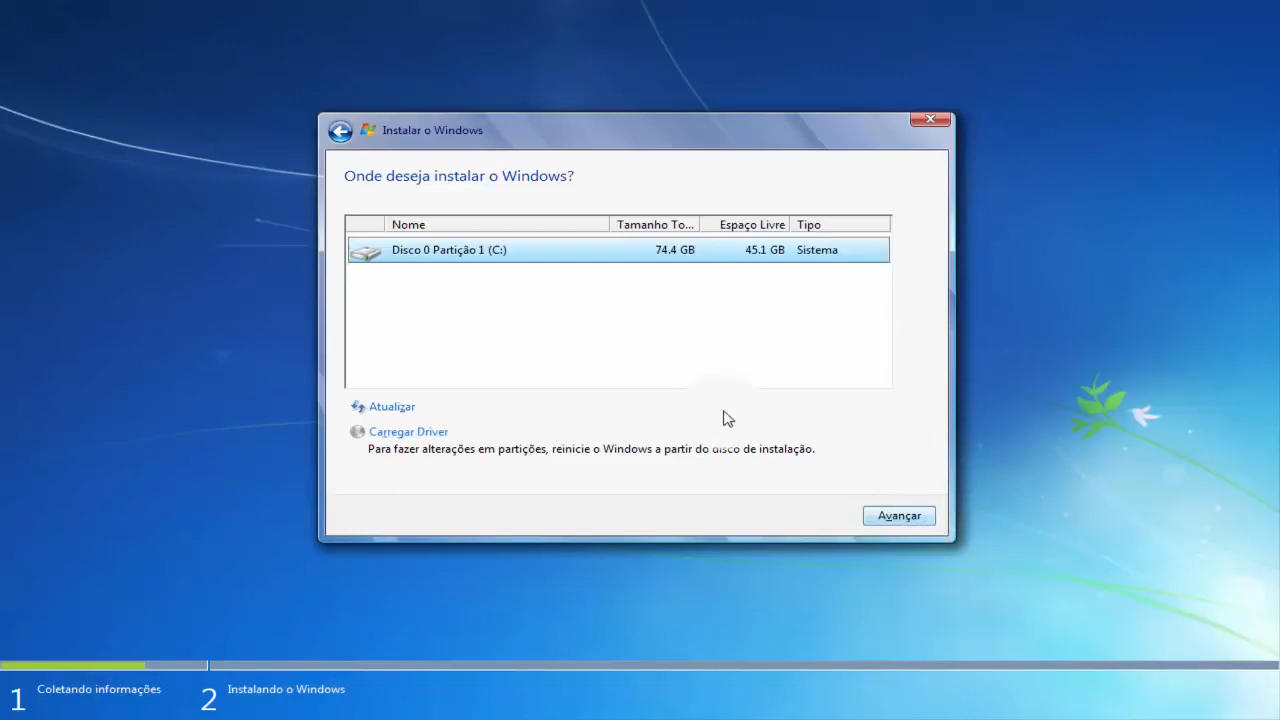 Instalar o Windows
Onde deseja instalar o Windows?
Nome Tamanho To... Espaço Livre Tipo
Disco 0 Partição 1 (C:) 74.4 GB 45.1 GB Sistema
Atualizar
Carregar Driver
Para fazer alterações em partições, reinicie o Windows a partir do disco de instalação.
Avançar
1 Coletando informações 2 Instalando o Windows